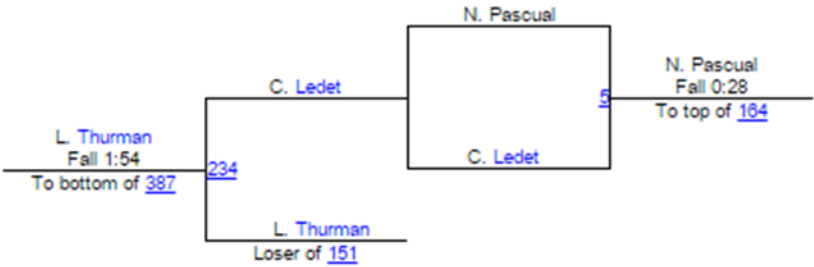 N. Pascual
N. Pascual
Fall 0:28
To top of 164
C. Ledet
5
L. Thurman
Fall 1:54
To bottom of 387
234
C. Ledet
L. Thurman
Loser of 151